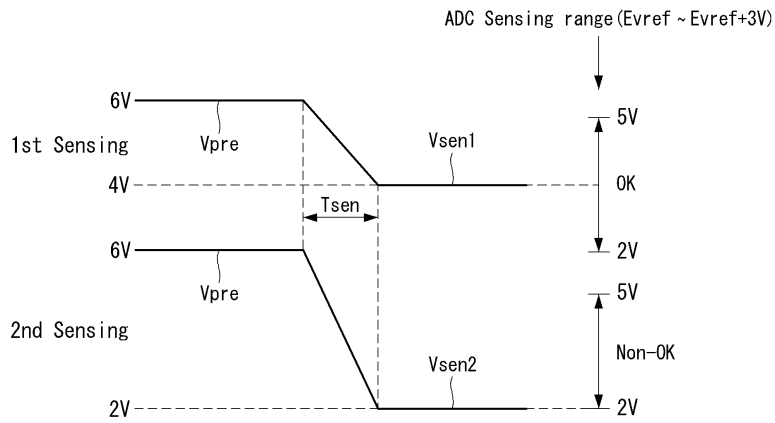 ADC Sensing range(Evref ~ Evref+3V)
6V
5V
Vpre
1st Sensing
Vsen1
4V
OK
Tsen
6V
2V
Vpre
5V
2nd Sensing
Non-OK
Vsen2
2V
2V